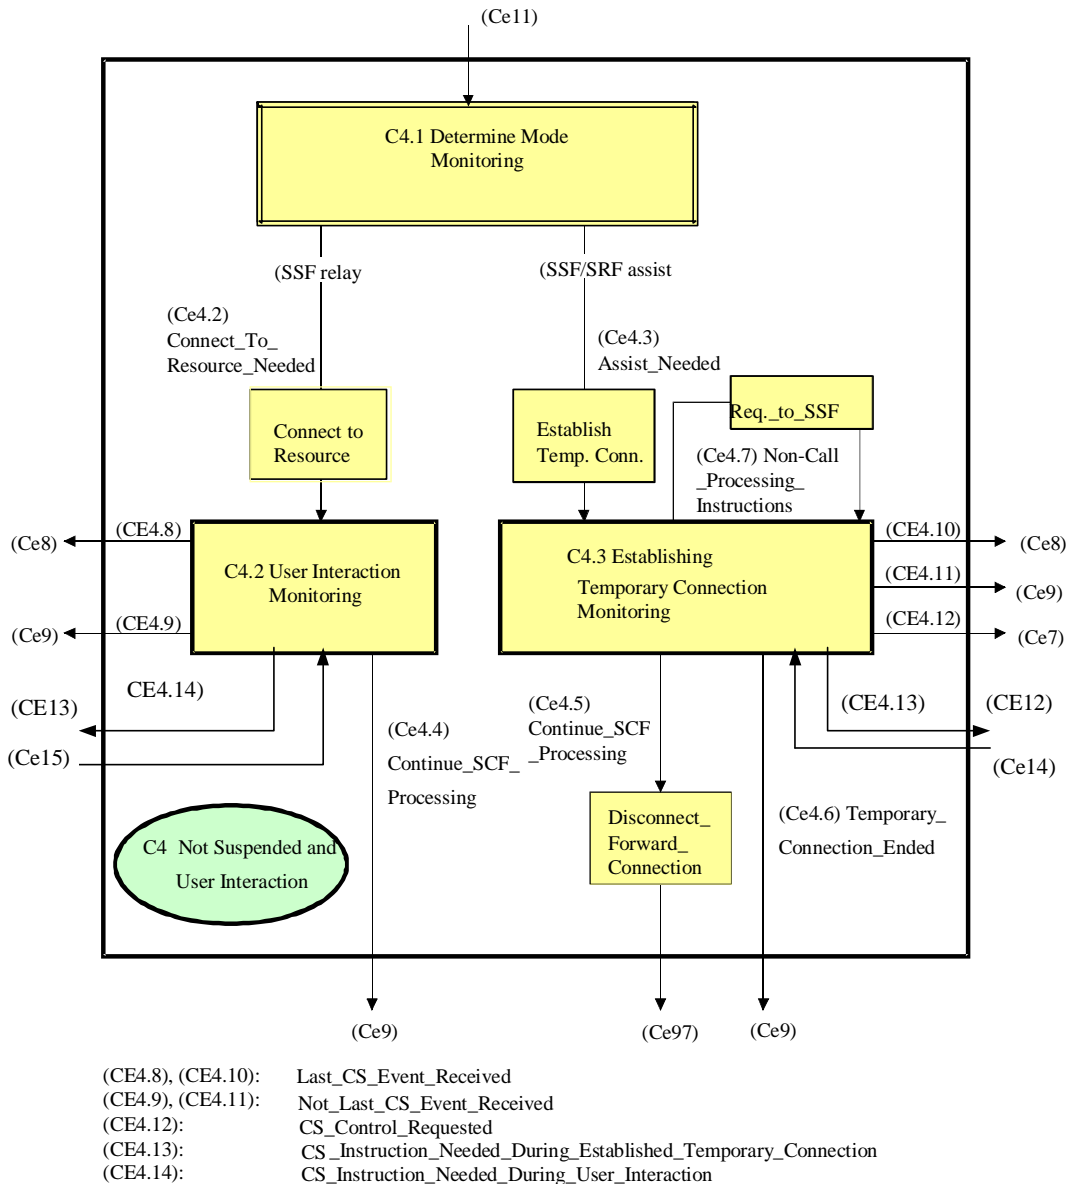 (Ce11)
C4.1 Determine Mode
Monitoring
(SSF relay
(SSF/SRF assist
(Ce4.2)
Connect_To_
Resource_Needed
(Ce4.3)
Assist_Needed
Connect to
Resource
Establish
Temp. Conn.
Req._to_SSF
(Ce4.7) Non-Call
_Processing_
Instructions
(CE4.8)
(Ce8)
C4.2 User Interaction
Monitoring
(CE4.9)
(Ce9)
C4.3 Establishing
Temporary Connection
Monitoring
(CE4.10)
(Ce8)
(CE4.11)
(Ce9)
(CE4.12)
(Ce7)
CE4.14)
(CE13)
(Ce15)
(Ce4.4)
Continue_SCF_
Processing
(Ce4.5)
Continue_SCF
_Processing
(CE4.13)
(CE12)
(Ce14)
C4 Not Suspended and
User Interaction
Disconnect_
Forward_
Connection
(Ce4.6) Temporary_
Connection_Ended
(Ce9)
(Ce97)
(Ce9)
(CE4.8), (CE4.10): Last_CS_Event_Received
(CE4.9), (CE4.11): Not_Last_CS_Event_Received
(CE4.12): CS_Control_Requested
(CE4.13): CS_Instruction_Needed_During_Established_Temporary_Connection
(CE4.14): CS_Instruction_Needed_During_User_Interaction